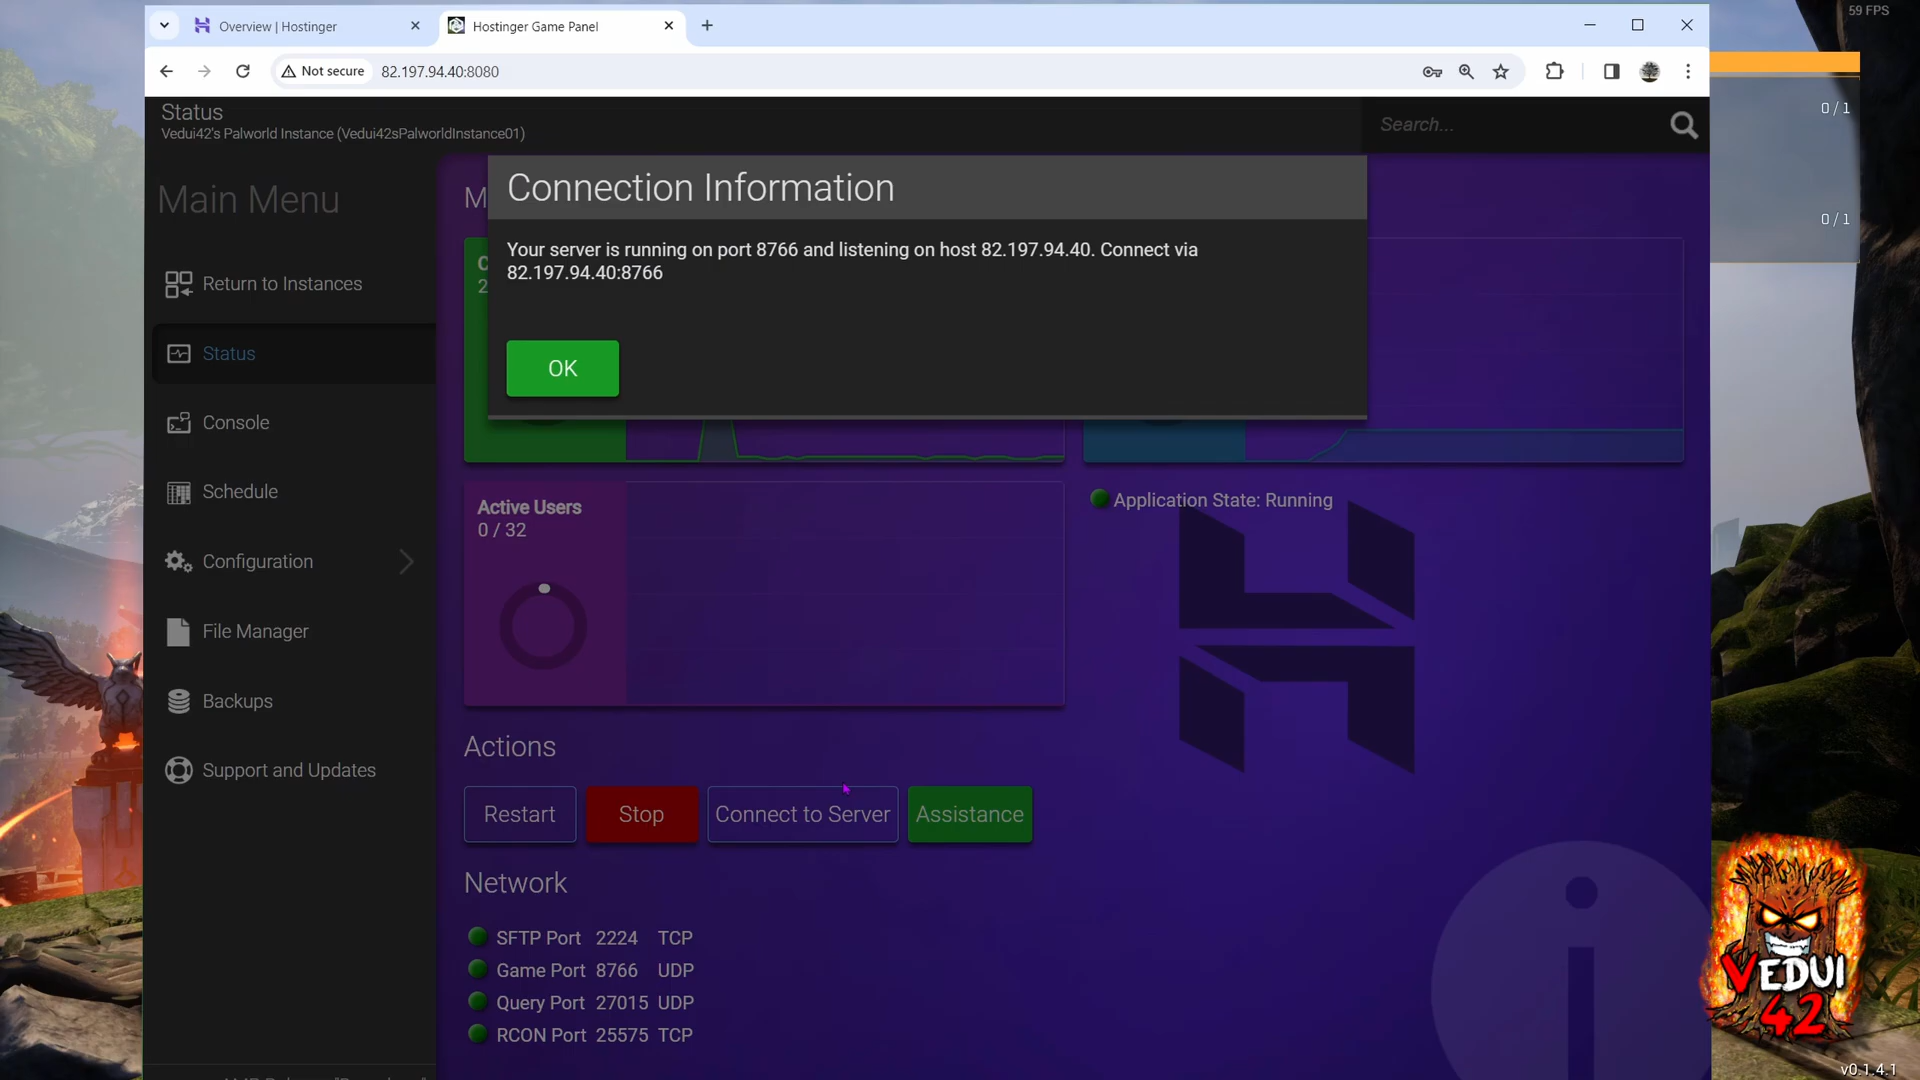 Overview | Hostinger
Hostinger Game Panel
59 FPS
Not secure
82.197.94.40:8080
Status
Vedui42's Palworld Instance (Vedui42sPalworldInstance01)
Search...
0 / 1
0 / 1
Main Menu
Return to Instances
Status
Console
Schedule
Configuration
File Manager
Backups
Support and Updates
M
Connection Information
Your server is running on port 8766 and listening on host 82.197.94.40. Connect via
82.197.94.40:8766
OK
C
2
Active Users
0 / 32
Application State: Running
Actions
Restart
Stop
Connect to Server
Assistance
Network
SFTP Port 2224 TCP
Game Port 8766 UDP
Query Port 27015 UDP
RCON Port 25575 TCP
VEDUI
42
v0.1.4.1